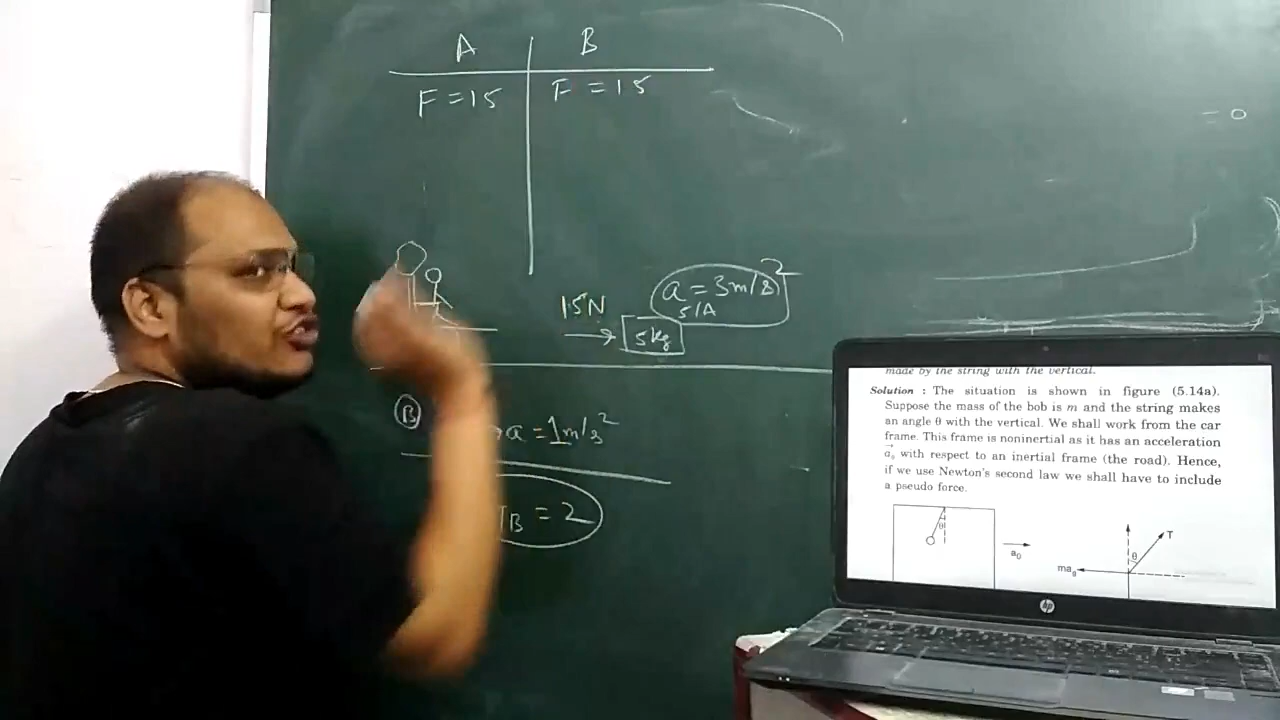 A B
F = 15 F = 15
= 0
a = 3 m/s²
S/A
15N
5kg
B
a = 1 m/s²
B = 2
made by the string with the vertical.
Solution : The situation is shown in figure (5.14a).
Suppose the mass of the bob is m and the string makes
an angle θ with the vertical. We shall work from the car
frame. This frame is noninertial as it has an acceleration
a₀ with respect to an inertial frame (the road). Hence,
if we use Newton's second law we shall have to include
a pseudo force.
θ
a₀
T
θ
ma₀
hp